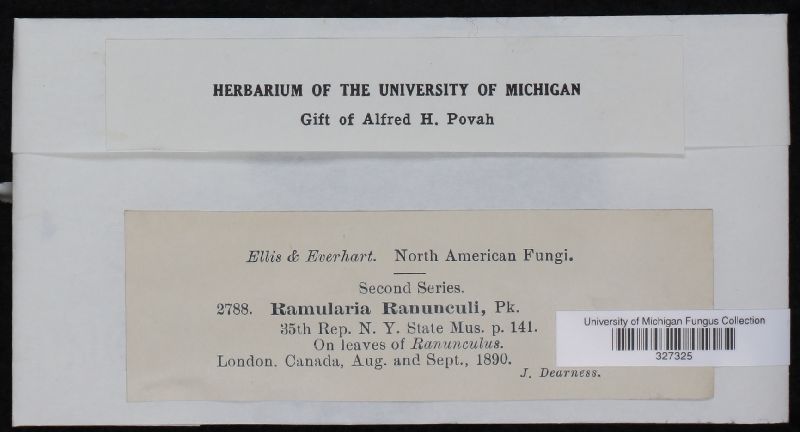 HERBARIUM OF THE UNIVERSITY OF MICHIGAN
Gift of Alfred H. Povah
Ellis & Everhart. North American Fungi.
Second Series.
2788. Ramularia Ranunculi, Pk.
35th Rep. N. Y. State Mus. p. 141.
On leaves of Ranunculus.
London. Canada, Aug. and Sept., 1890.
J. Dearness.
University of Michigan Fungus Collection
327325